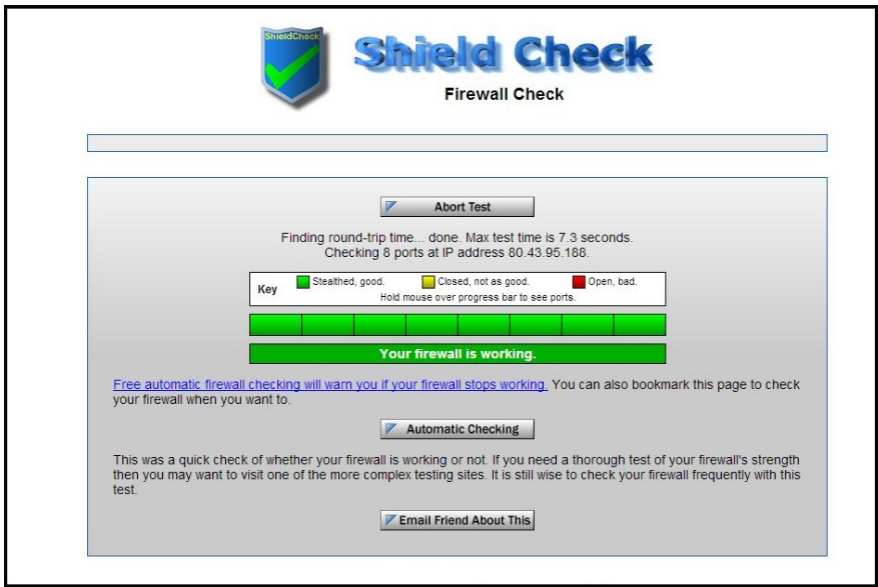 ShieldCheck
Shield Check
Firewall Check
Abort Test
Finding round-trip time... done. Max test time is 7.3 seconds.
Checking 8 ports at IP address 80.43.95.188.
Key Stealthed, good. Closed, not as good. Open, bad.
Hold mouse over progress bar to see ports.
Your firewall is working.
Free automatic firewall checking will warn you if your firewall stops working. You can also bookmark this page to check
your firewall when you want to.
Automatic Checking
This was a quick check of whether your firewall is working or not. If you need a thorough test of your firewall's strength
then you may want to visit one of the more complex testing sites. It is still wise to check your firewall frequently with this
test.
Email Friend About This